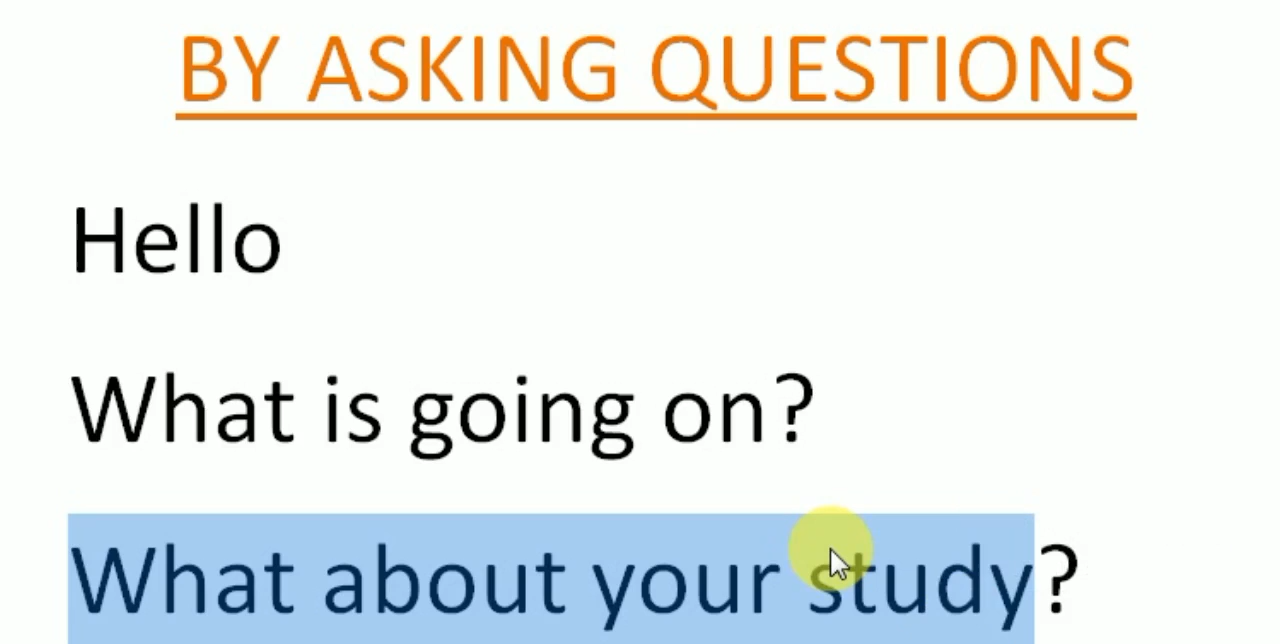 BY ASKING QUESTIONS
Hello
What is going on?
What about your study?